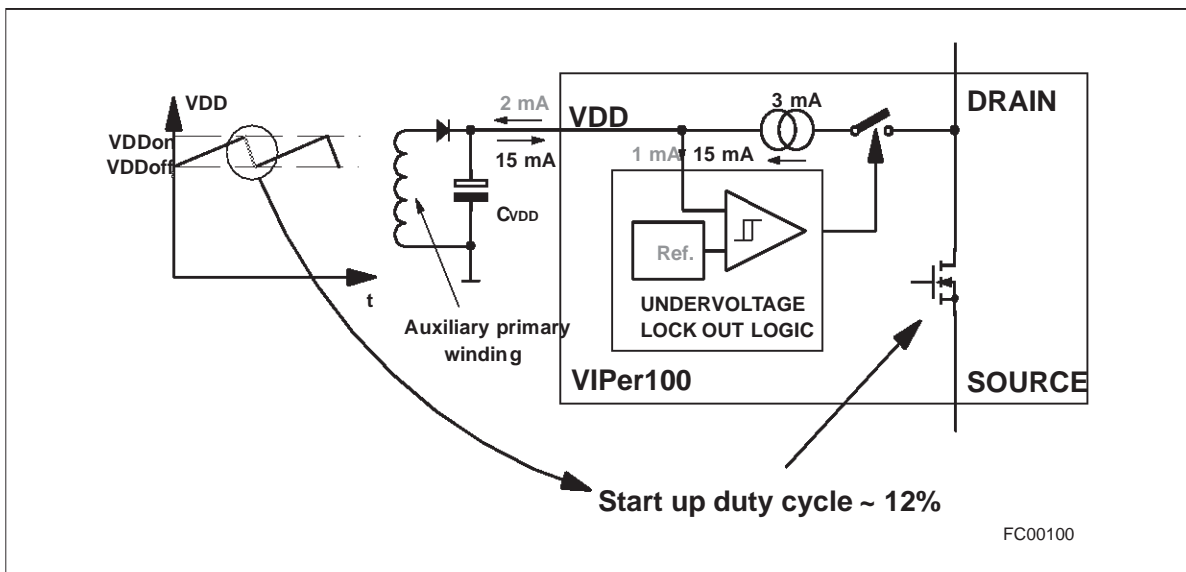 VDD
VDDon
VDDoff
t
2 mA
15 mA
CVDD
Auxiliary primary
winding
VDD
3 mA
1 mA
15 mA
DRAIN
Ref.
UNDERVOLTAGE
LOCK OUT LOGIC
VIPer100
SOURCE
Start up duty cycle ~ 12%
FC00100